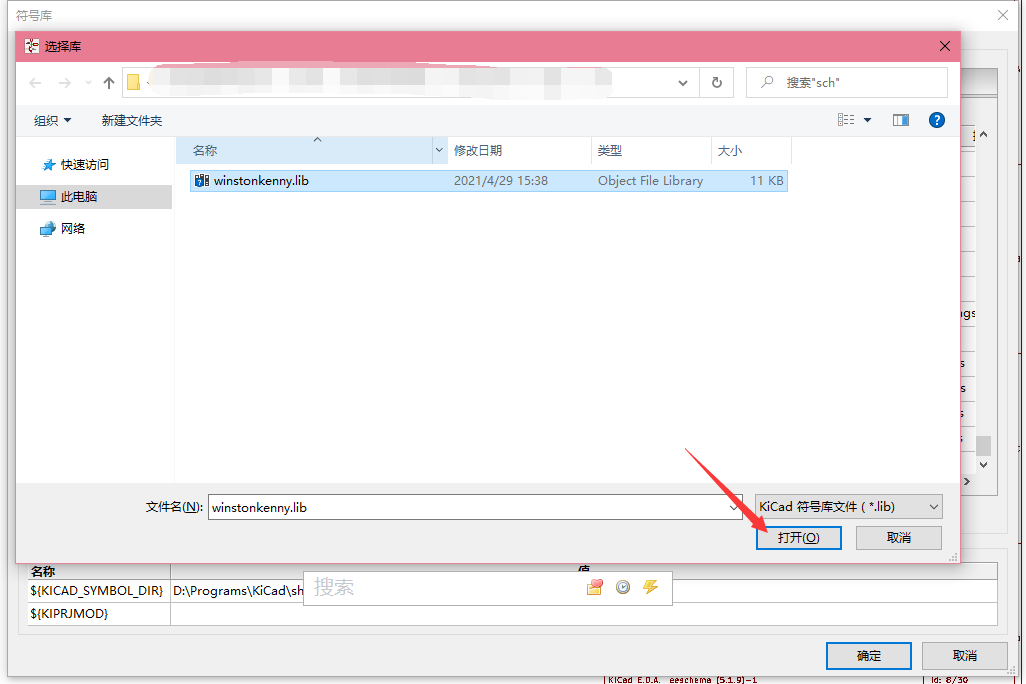 符号库
选择库
搜索"sch"
组织 新建文件夹
名称 修改日期 类型 大小
winstonkenny.lib 2021/4/29 15:38 Object File Library 11 KB
快速访问
此电脑
网络
文件名(N): winstonkenny.lib KiCad 符号库文件 (*.lib)
打开(O) 取消
名称
${KICAD_SYMBOL_DIR} D:\Programs\KiCad\sh
搜索
${KIPRJMOD}
确定 取消
KiCad E.D.A. eeschema (5.1.9)-1 Id: 8/30